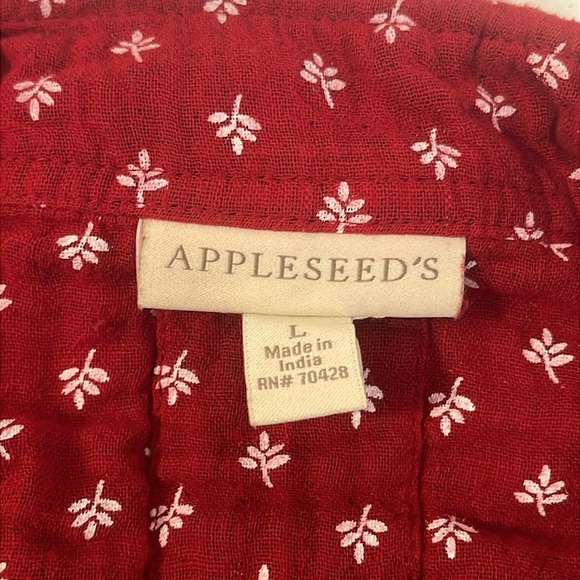 APPLESEED'S
L
Made in
India
RN# 70428